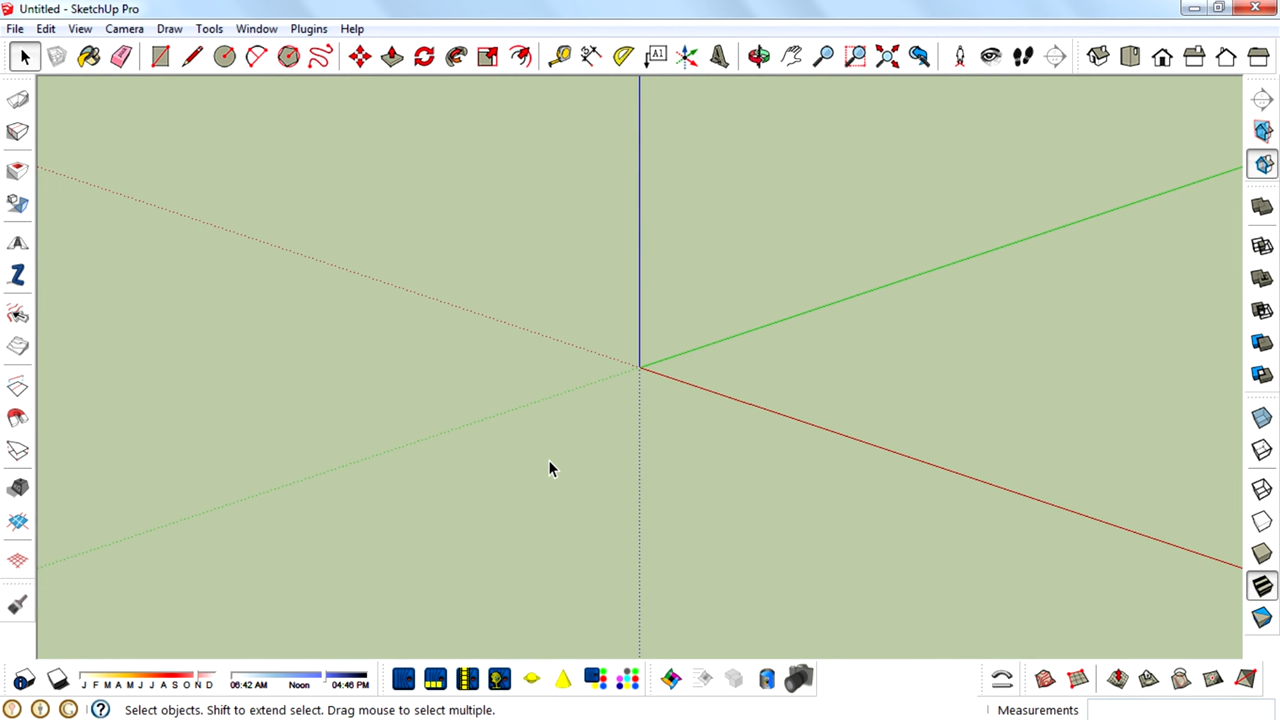 Untitled - SketchUp Pro
File Edit View Camera Draw Tools Window Plugins Help
A1
J F M A M J J A S O N D
06:42 AM Noon 04:46 PM
Select objects. Shift to extend select. Drag mouse to select multiple.
Measurements